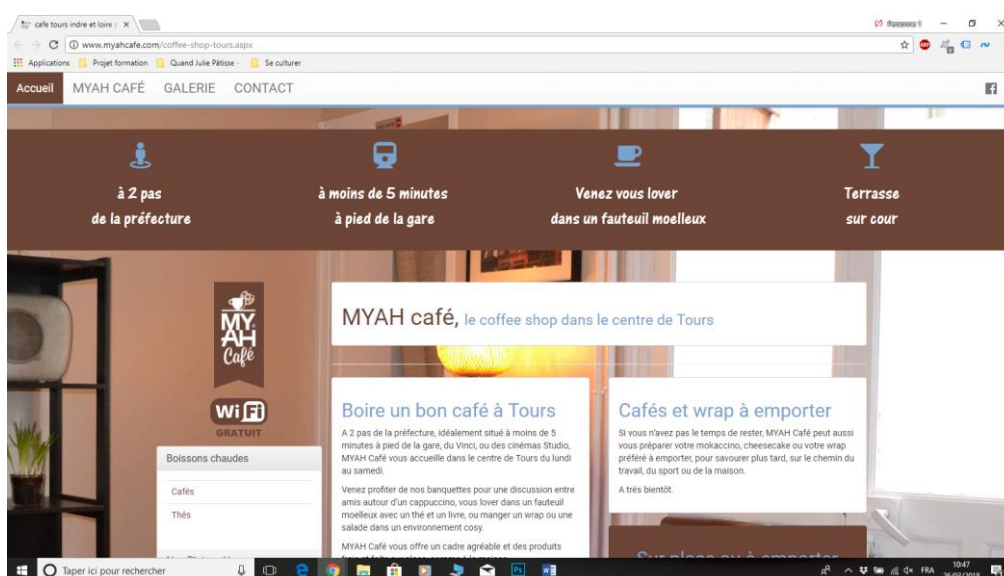 cafe tours indre et loire
www.myahcafe.com/coffee-shop-tours.aspx
Applications Projet formation Quand Julie Pâtisse - Se culturer
Accueil MYAH CAFÉ GALERIE CONTACT
à 2 pas
de la préfecture
à moins de 5 minutes
à pied de la gare
Venez vous lover
dans un fauteuil moelleux
Terrasse
sur cour
MY
AH
Café
WiFi
GRATUIT
Boissons chaudes
Cafés
Thés
MYAH café, le coffee shop dans le centre de Tours
Boire un bon café à Tours
A 2 pas de la préfecture, idéalement situé à moins de 5
minutes à pied de la gare, du Vinci, ou des cinémas Studio,
MYAH Café vous accueille dans le centre de Tours du lundi
au samedi.
Venez profiter de nos banquettes pour une discussion entre
amis autour d'un cappuccino, vous lover dans un fauteuil
moelleux avec un thé et un livre, ou manger un wrap ou une
salade dans un environnement cosy.
MYAH Café vous offre un cadre agréable et des produits
Cafés et wrap à emporter
Si vous n'avez pas le temps de rester, MYAH Café peut aussi
vous préparer votre mokaccino, cheesecake ou votre wrap
préféré à emporter, pour savourer plus tard, sur le chemin du
travail, du sport ou de la maison.
A très bientôt.
Sur place ou à emporter
Taper ici pour rechercher
FRA
10:47
26/03/2018